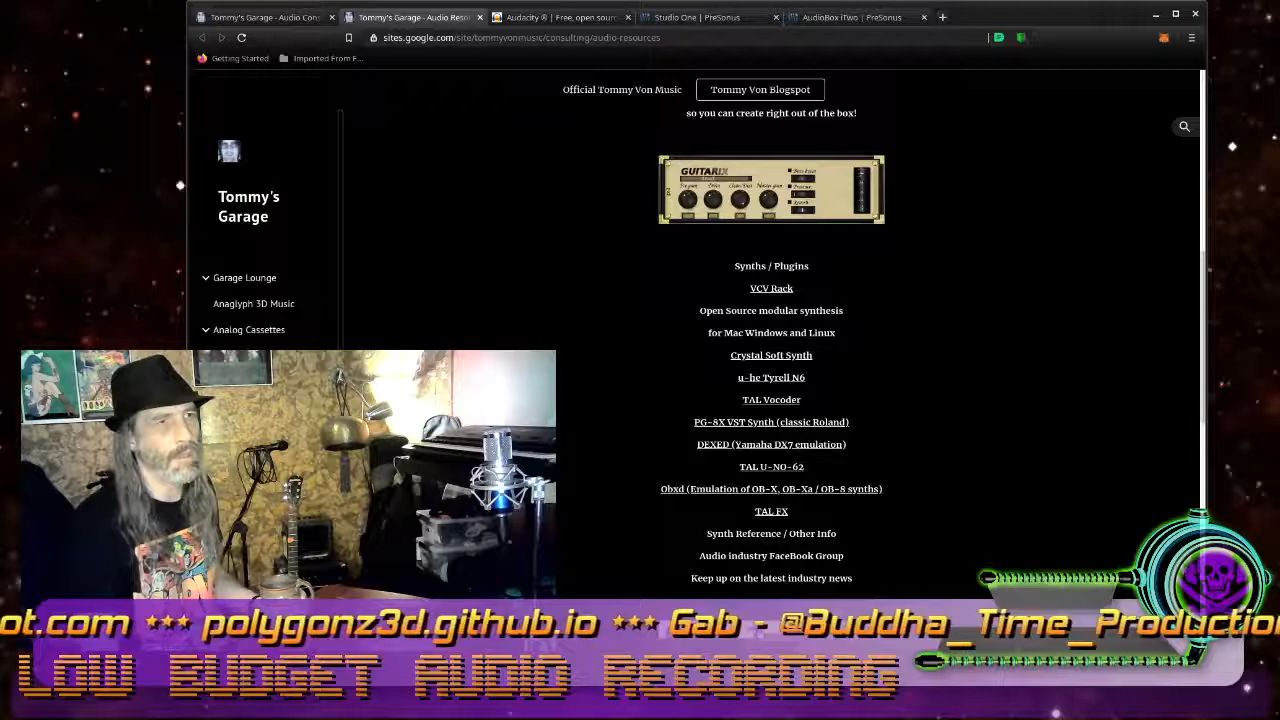 Tommy's Garage - Audio Cons
Tommy's Garage - Audio Resou
Audacity ® | Free, open sourc
Studio One | PreSonus
AudioBox iTwo | PreSonus
sites.google.com/site/tommyvonmusic/consulting/audio-resources
Getting Started
Imported From F...
Official Tommy Von Music
Tommy Von Blogspot
so you can create right out of the box!
Tommy's
Garage
Garage Lounge
Anaglyph 3D Music
Analog Cassettes
GUITARIX
Synths / Plugins
VCV Rack
Open Source modular synthesis
for Mac Windows and Linux
Crystal Soft Synth
u-he Tyrell N6
TAL Vocoder
PG-8X VST Synth (classic Roland)
DEXED (Yamaha DX7 emulation)
TAL U-NO-62
Obxd (Emulation of OB-X, OB-Xa / OB-8 synths)
TAL FX
Synth Reference / Other Info
Audio industry FaceBook Group
Keep up on the latest industry news
ot.com *** polygonz3d.github.io *** Gab - @Buddha_Time_Production
LOW BUDGET AUDIO RECORDING